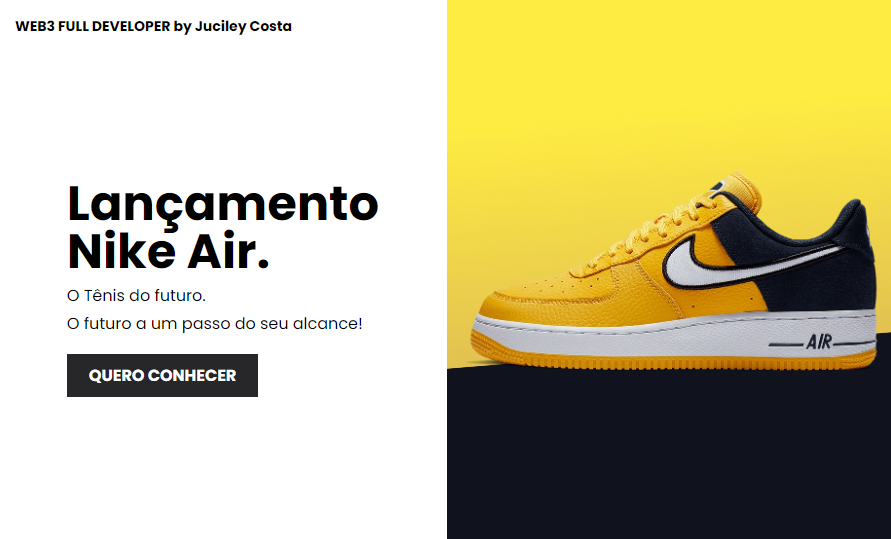 WEB3 FULL DEVELOPER by Juciley Costa
Lançamento
Nike Air.
O Tênis do futuro.
O futuro a um passo do seu alcance!
QUERO CONHECER
AIR